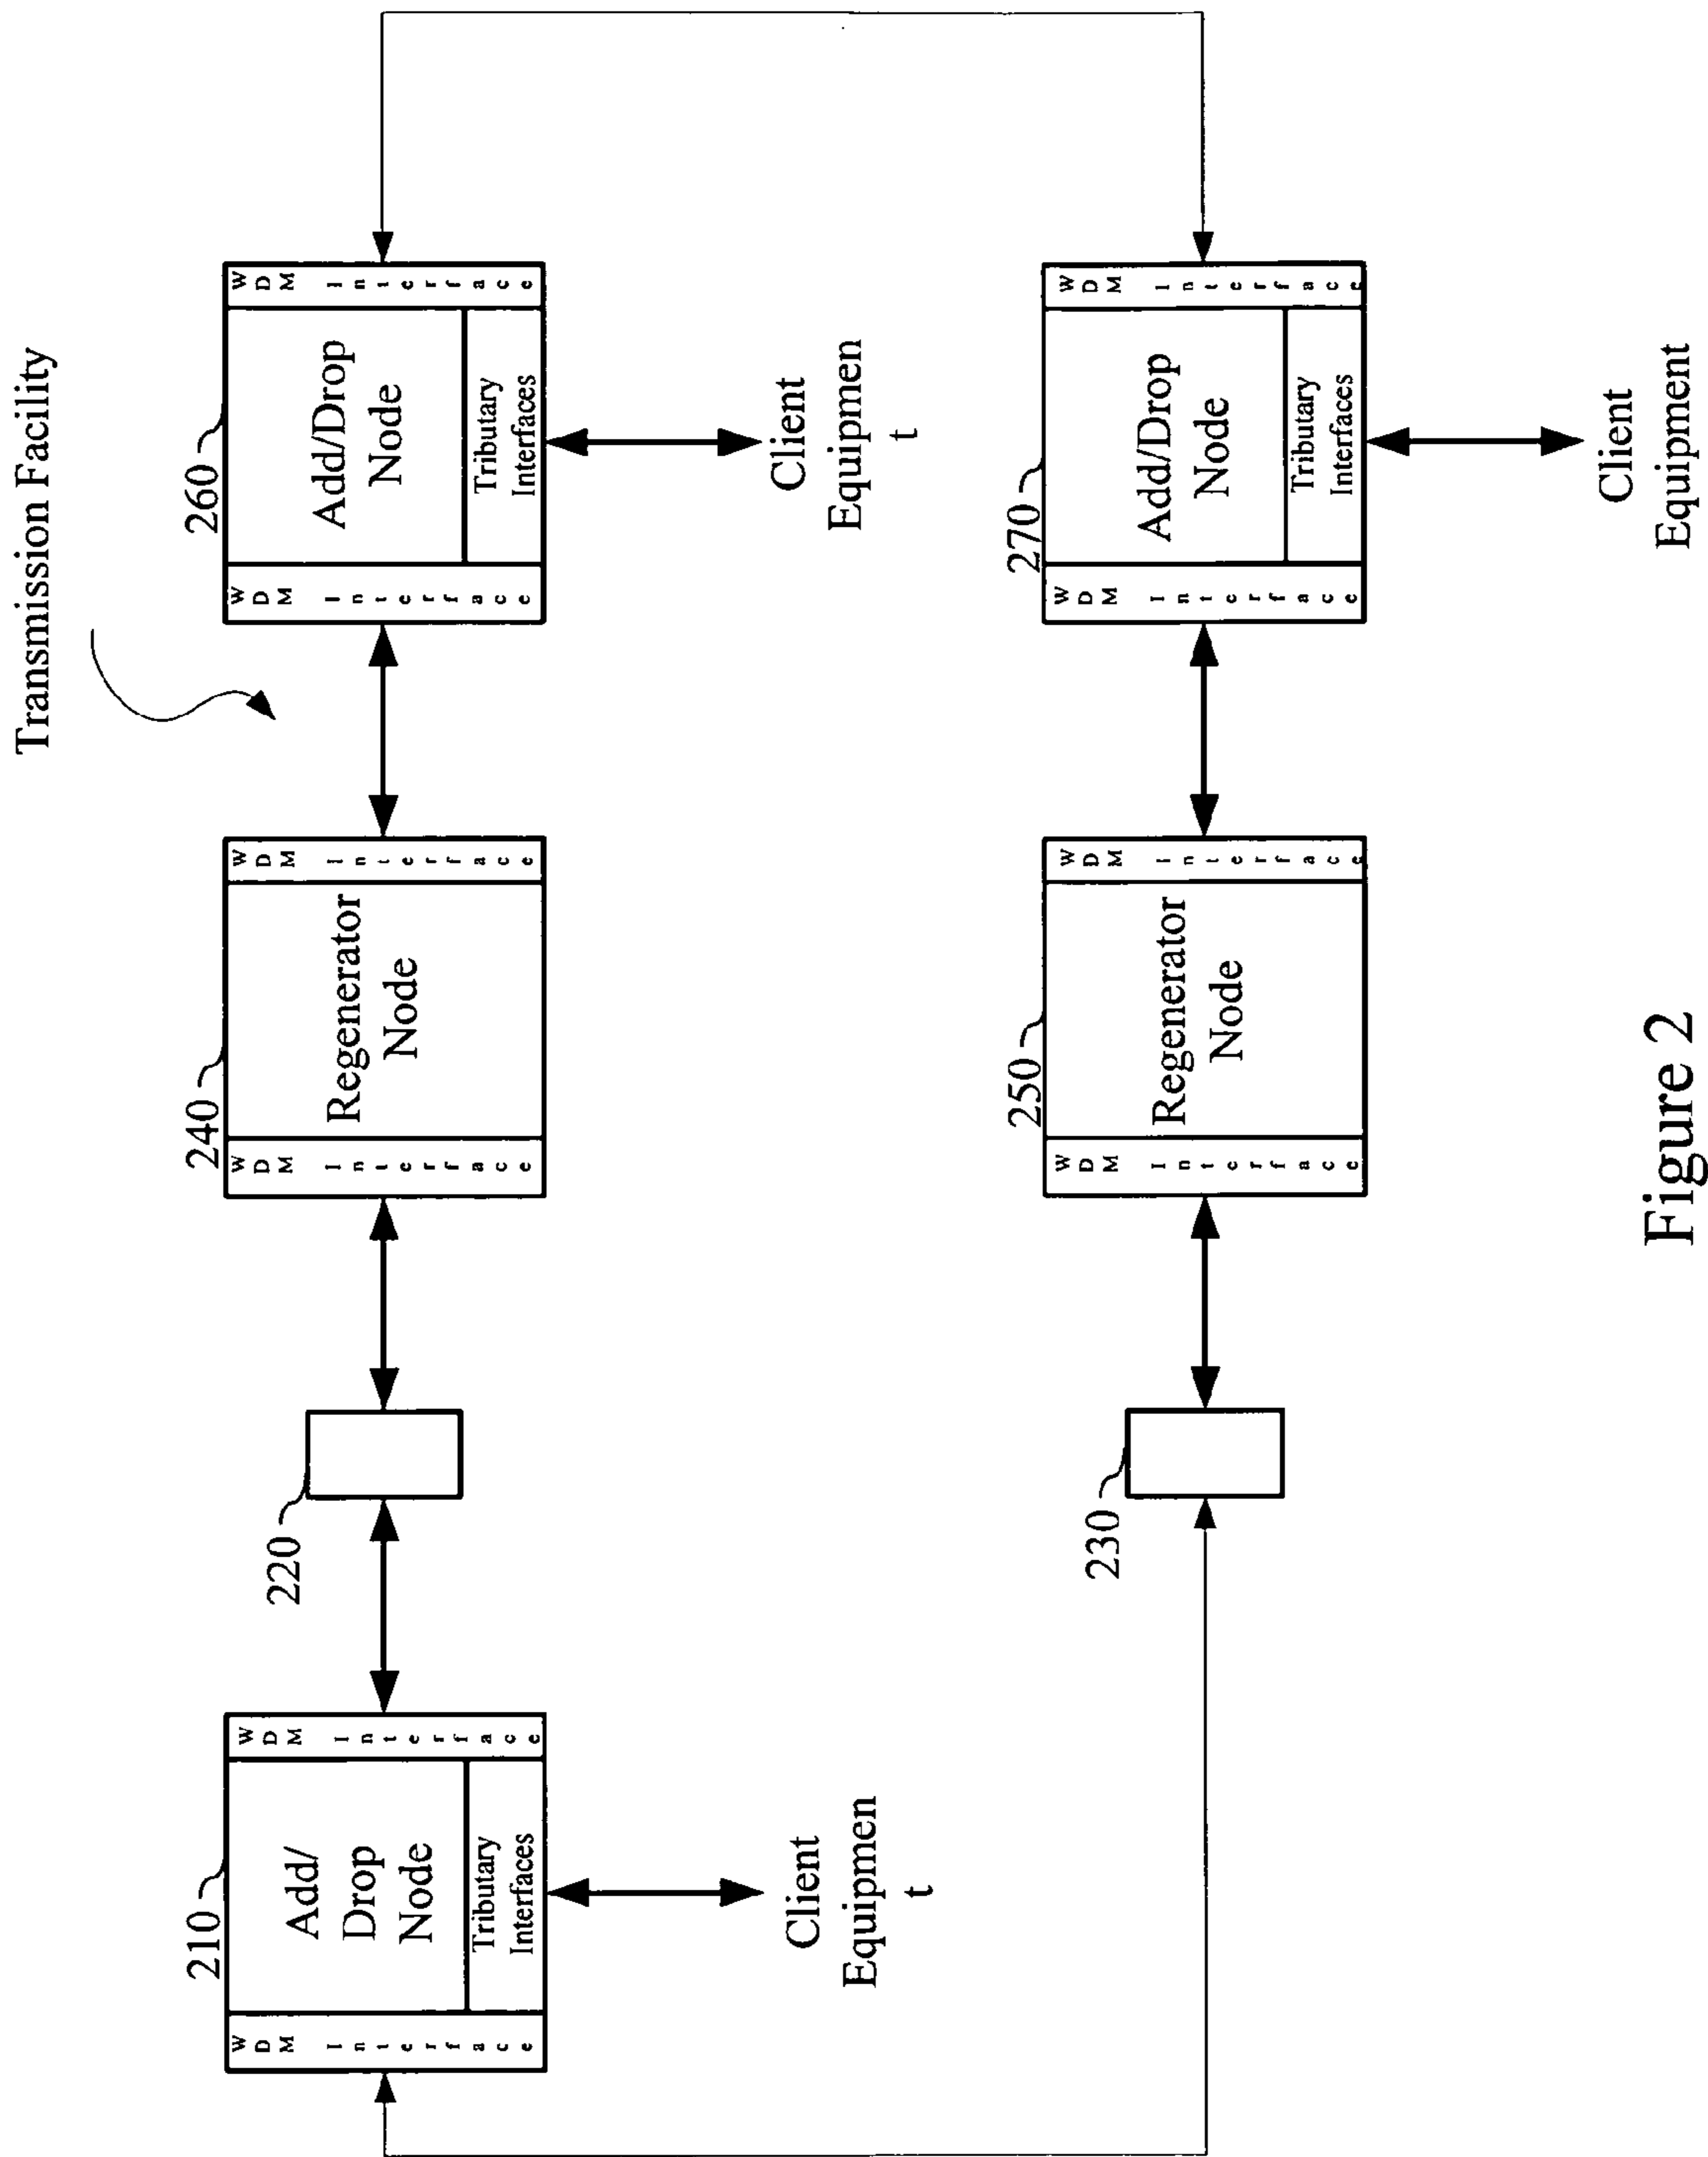 Transmission Facility
210
WDM Interface
Add/
Drop
Node
Tributary
Interfaces
WDM Interface
Client
Equipmen
t
220
240
WDM Interface
Regenerator
Node
WDM Interface
260
WDM Interface
Add/Drop
Node
Tributary
Interfaces
WDM Interface
Client
Equipmen
t
230
250
WDM Interface
Regenerator
Node
WDM Interface
270
WDM Interface
Add/Drop
Node
Tributary
Interfaces
WDM Interface
Client
Equipment
Figure 2